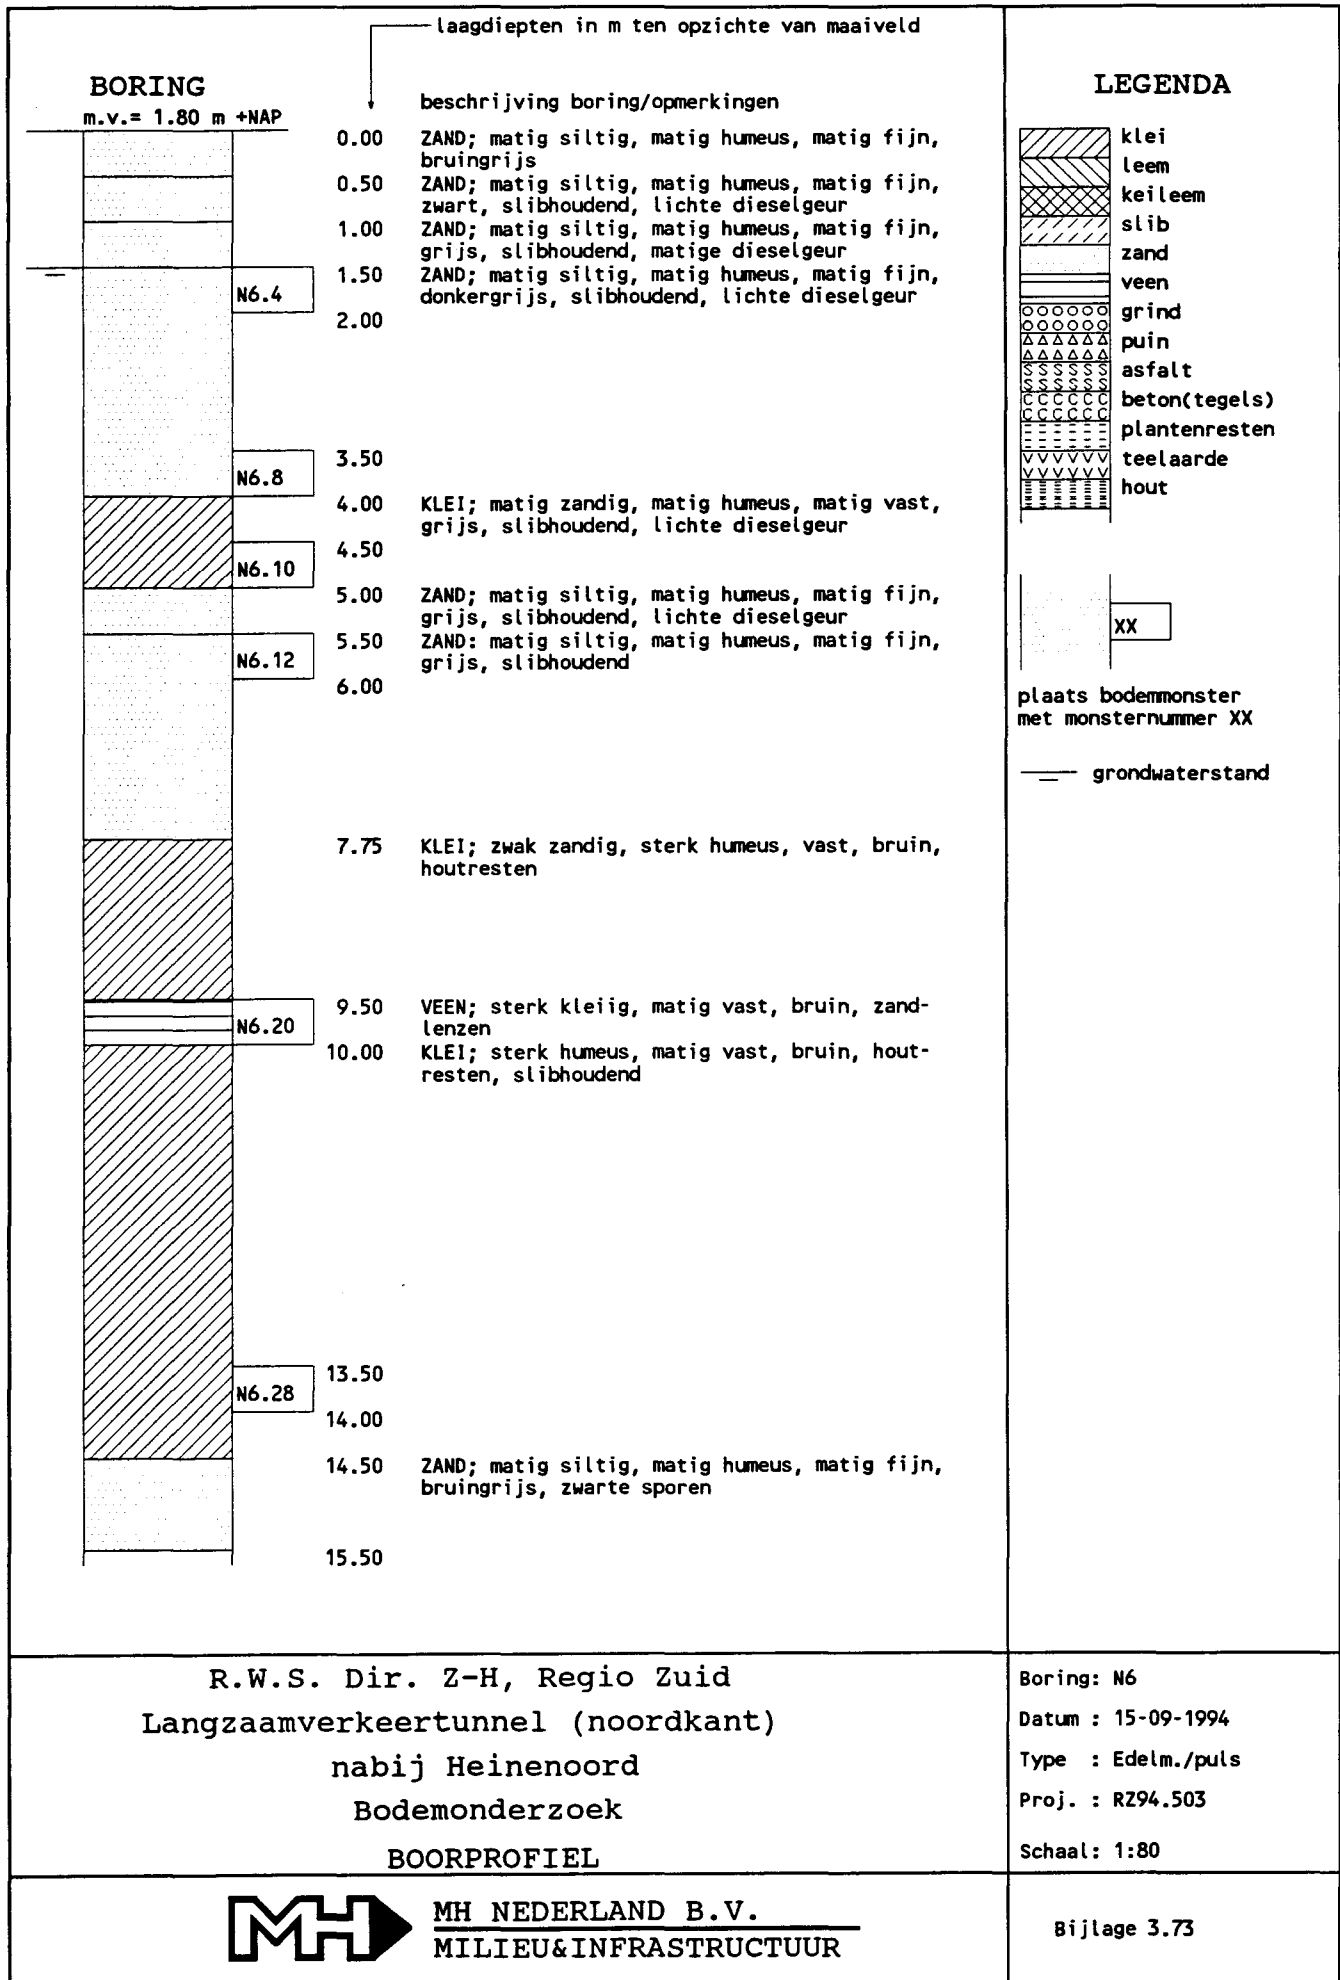 laagdiepten in m ten opzichte van maaiveld
BORING
m.v.= 1.80 m +NAP
beschrijving boring/opmerkingen
0.00 ZAND; matig siltig, matig humeus, matig fijn,
bruingrijs
0.50 ZAND; matig siltig, matig humeus, matig fijn,
zwart, slibhoudend, lichte dieselgeur
1.00 ZAND; matig siltig, matig humeus, matig fijn,
grijs, slibhoudend, matige dieselgeur
1.50 ZAND; matig siltig, matig humeus, matig fijn,
N6.4 donkergrijs, slibhoudend, lichte dieselgeur
2.00
3.50
N6.8
4.00 KLEI; matig zandig, matig humeus, matig vast,
grijs, slibhoudend, lichte dieselgeur
4.50
N6.10
5.00 ZAND; matig siltig, matig humeus, matig fijn,
grijs, slibhoudend, lichte dieselgeur
5.50 ZAND: matig siltig, matig humeus, matig fijn,
N6.12 grijs, slibhoudend
6.00
7.75 KLEI; zwak zandig, sterk humeus, vast, bruin,
houtresten
9.50 VEEN; sterk kleiig, matig vast, bruin, zand-
N6.20 lenzen
10.00 KLEI; sterk humeus, matig vast, bruin, hout-
resten, slibhoudend
13.50
N6.28
14.00
14.50 ZAND; matig siltig, matig humeus, matig fijn,
bruingrijs, zwarte sporen
15.50
LEGENDA
klei
leem
keileem
slib
zand
veen
grind
puin
asfalt
beton(tegels)
plantenresten
teelaarde
hout
XX
plaats bodemmonster
met monsternummer XX
grondwaterstand
R.W.S. Dir. Z-H, Regio Zuid
Langzaamverkeertunnel (noordkant)
nabij Heinenoord
Bodemonderzoek
BOORPROFIEL
Boring: N6
Datum : 15-09-1994
Type : Edelm./puls
Proj. : RZ94.503
Schaal: 1:80
MH
MH NEDERLAND B.V.
MILIEU&INFRASTRUCTUUR
Bijlage 3.73